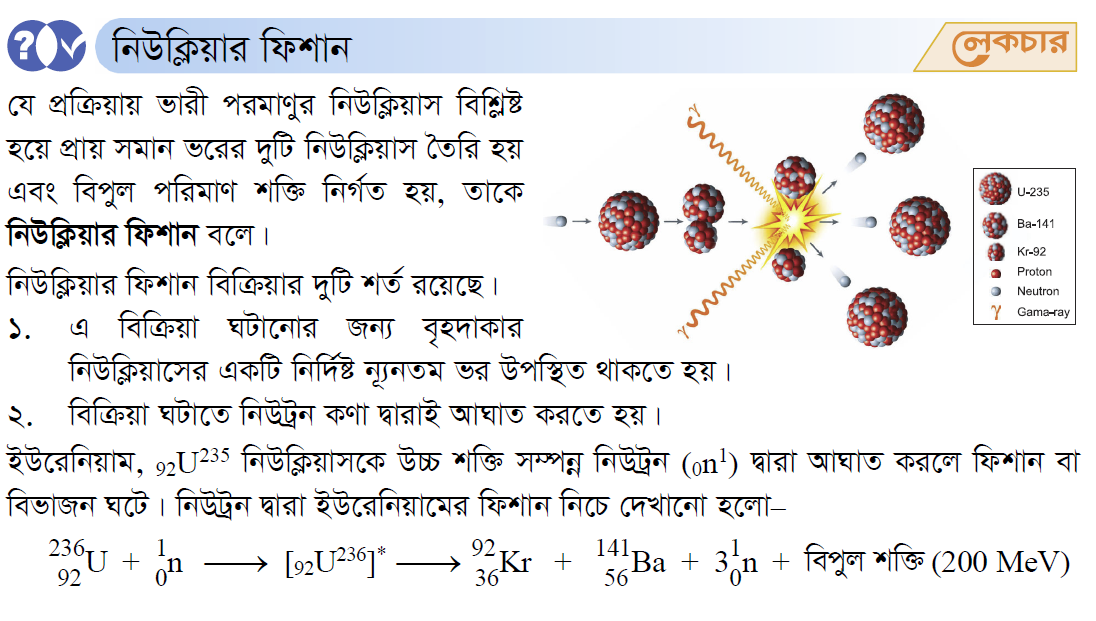 নিউক্লিয়ার ফিশান
লেকচার
যে প্রক্রিয়ায় ভারী পরমাণুর নিউক্লিয়াস বিশ্লিষ্ট
হয়ে প্রায় সমান ভরের দুটি নিউক্লিয়াস তৈরি হয়
এবং বিপুল পরিমাণ শক্তি নির্গত হয়, তাকে
নিউক্লিয়ার ফিশান বলে।
নিউক্লিয়ার ফিশান বিক্রিয়ার দুটি শর্ত রয়েছে।
১. এ বিক্রিয়া ঘটানোর জন্য বৃহদাকার
নিউক্লিয়াসের একটি নির্দিষ্ট ন্যূনতম ভর উপস্থিত থাকতে হয়।
২. বিক্রিয়া ঘটাতে নিউট্রন কণা দ্বারাই আঘাত করতে হয়।
γ
γ
U-235
Ba-141
Kr-92
Proton
Neutron
γ Gama-ray
ইউরেনিয়াম, ₉₂U²³⁵ নিউক্লিয়াসকে উচ্চ শক্তি সম্পন্ন নিউট্রন (₀n¹) দ্বারা আঘাত করলে ফিশান বা
বিভাজন ঘটে। নিউট্রন দ্বারা ইউরেনিয়ামের ফিশান নিচে দেখানো হলো–
²³⁶₉₂U + ¹₀n ⟶ [₉₂U²³⁶]* ⟶ ⁹²₃₆Kr + ¹⁴¹₅₆Ba + 3¹₀n + বিপুল শক্তি (200 MeV)